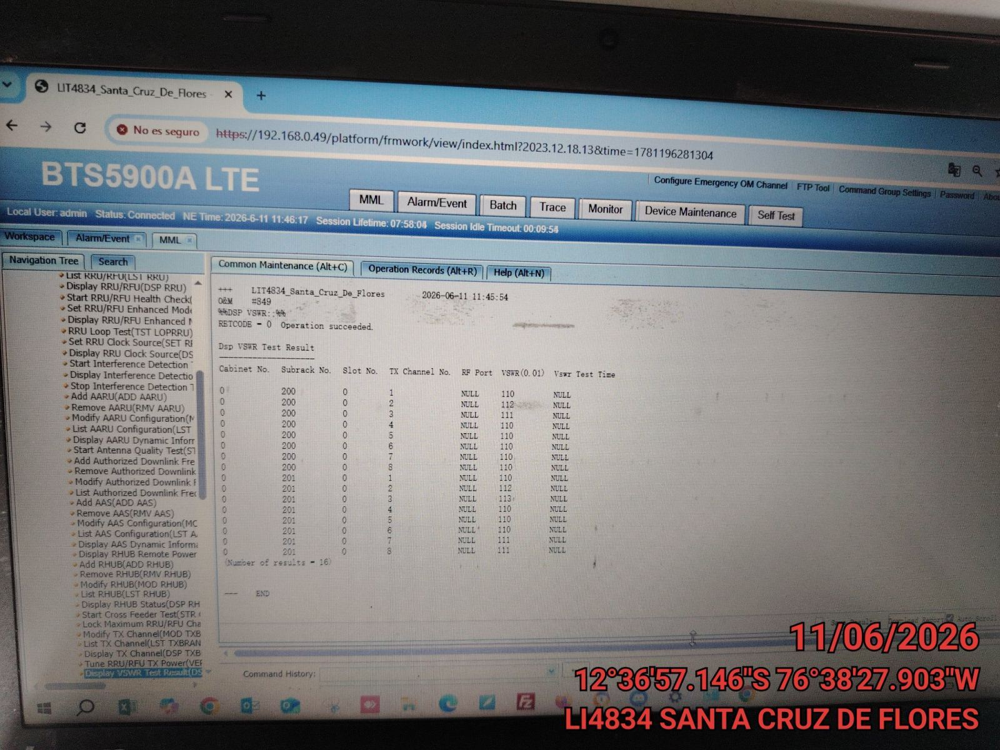 LIT4834_Santa_Cruz_De_Flores
No es seguro https://192.168.0.49/platform/frmwork/view/index.html?2023.12.18.13&time=1781196281304
BTS5900A LTE
Configure Emergency OM Channel FTP Tool Command Group Settings Password
MML Alarm/Event Batch Trace Monitor Device Maintenance Self Test
Local User: admin Status: Connected NE Time: 2026-6-11 11:46:17 Session Lifetime: 07:58:04 Session Idle Timeout: 00:09:54
Workspace Alarm/Event MML
Navigation Tree Search
Common Maintenance (Alt+C) Operation Records (Alt+R) Help (Alt+N)
List RRU/RFU(LST RRU)
Display RRU/RFU(DSP RRU)
Start RRU/RFU Health Check(
Set RRU/RFU Enhanced Mode
Display RRU/RFU Enhanced M
RRU Loop Test(TST LOPRRU)
Set RRU Clock Source(SET RF
Display RRU Clock Source(DS
Start Interference Detection
Display Interference Detectio
Stop Interference Detection T
Add AARU(ADD AARU)
Remove AARU(RMV AARU)
Modify AARU Configuration(M
List AARU Configuration(LST
Display AARU Dynamic Inform
Start Antenna Quality Test(ST
Add Authorized Downlink Fre
Remove Authorized Downlink
Modify Authorized Downlink F
List Authorized Downlink Frec
Add AAS(ADD AAS)
Remove AAS(RMV AAS)
Modify AAS Configuration(MC
List AAS Configuration(LST A
Display AAS Dynamic Informa
Display RHUB Remote Power
Add RHUB(ADD RHUB)
Remove RHUB(RMV RHUB)
Modify RHUB(MOD RHUB)
List RHUB(LST RHUB)
Display RHUB Status(DSP RH
Start Cross Feeder Test(STR
Lock Maximum RRU/RFU Cha
Modify TX Channel(MOD TXB
List TX Channel(LST TXBRAN
Display TX Channel(DSP TXB
Tune RRU/RFU TX Power(VER
Display VSWR Test Result(DS
+++ LIT4834_Santa_Cruz_De_Flores 2026-06-11 11:45:54
O&M #849
%%DSP VSWR:;%%
RETCODE = 0 Operation succeeded.
Dsp VSWR Test Result
--------------------
Cabinet No. Subrack No. Slot No. TX Channel No. RF Port VSWR(0.01) Vswr Test Time
0 200 0 1 NULL 110 NULL
0 200 0 2 NULL 112 NULL
0 200 0 3 NULL 111 NULL
0 200 0 4 NULL 110 NULL
0 200 0 5 NULL 110 NULL
0 200 0 6 NULL 110 NULL
0 200 0 7 NULL 110 NULL
0 200 0 8 NULL 110 NULL
0 201 0 1 NULL 110 NULL
0 201 0 2 NULL 112 NULL
0 201 0 3 NULL 113 NULL
0 201 0 4 NULL 110 NULL
0 201 0 5 NULL 110 NULL
0 201 0 6 NULL 110 NULL
0 201 0 7 NULL 111 NULL
0 201 0 8 NULL 111 NULL
(Number of results = 16)
--- END
Auto Scroll
Command History:
11/06/2026
12°36'57.146"S 76°38'27.903"W
LI4834 SANTA CRUZ DE FLORES